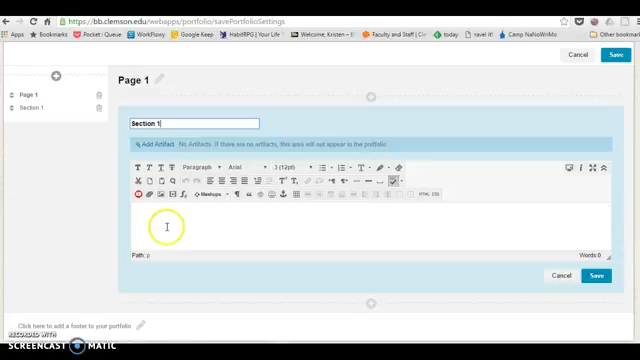 https://bb.clemson.edu/webapps/portfolio/savePortfolioSettings
Apps Bookmarks Pocket: Queue WorkFlowy Google Keep HabitRPG | Your Life Welcome, Kristen – Faculty and Staff | Clem today ravel it! Camp NaNoWriMo Other bookmarks
Cancel Save
Page 1
Page 1
Section 1
Section 1
Add Artifact No Artifacts. If there are no artifacts, this area will not appear in the portfolio.
T T T T Paragraph Arial 3 (12pt) T
Mashups HTML CSS
Path: p Words:0
Cancel Save
Click here to add a footer to your portfolio
RECORDED WITH
SCREENCAST MATIC